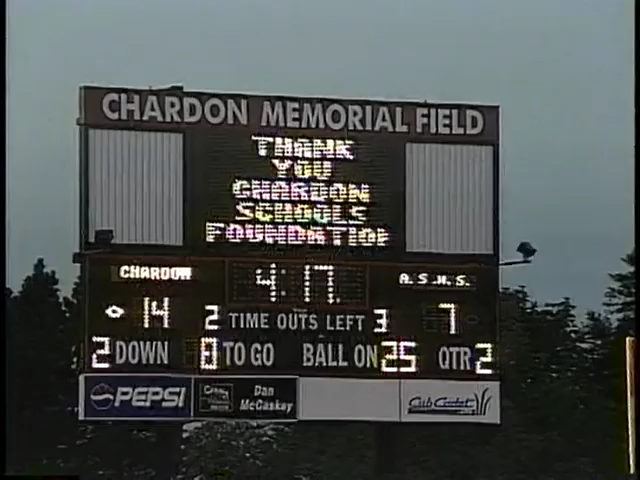 CHARDON MEMORIAL FIELD
THANK
YOU
CHARDON
SCHOOLS
FOUNDATION
CHARDON 4:17 A.S.H.S.
14 2 TIME OUTS LEFT 3 7
2 DOWN 8 TO GO BALL ON 25 QTR 2
PEPSI Dan McCaskey Cub Cadet